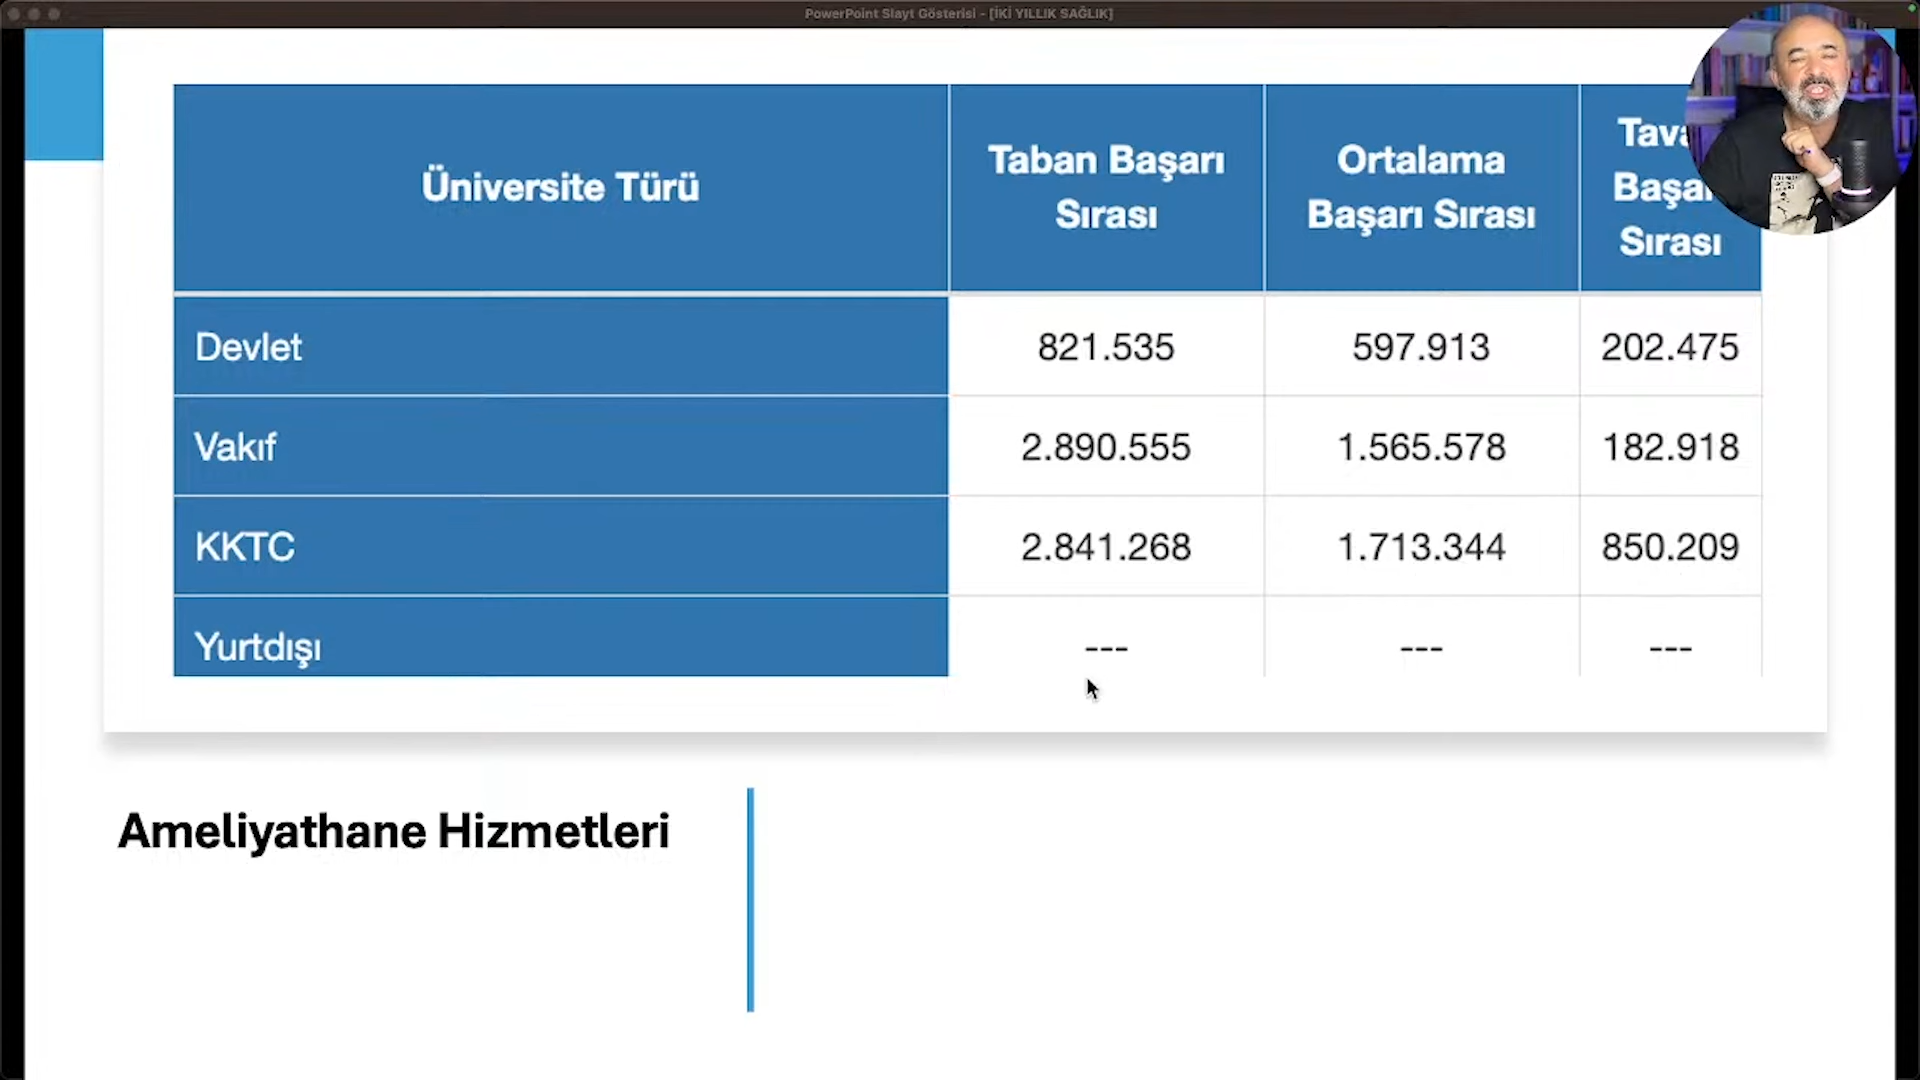 PowerPoint Slayt Gösterisi - [İKİ YILLIK SAĞLIK]
Üniversite Türü
Taban Başarı
Sırası
Ortalama
Başarı Sırası
Sırası
Devlet 821.535 597.913 202.475
Vakıf 2.890.555 1.565.578 182.918
KKTC 2.841.268 1.713.344 850.209
Yurtdışı --- --- ---
Ameliyathane Hizmetleri